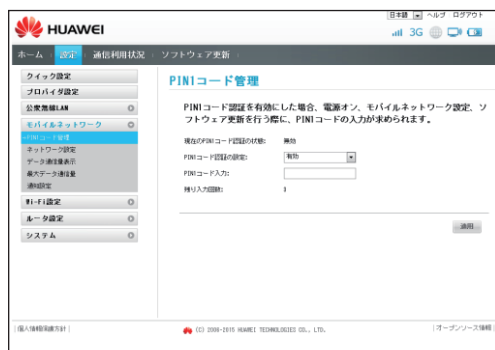 日本語 ヘルプ ログアウト
HUAWEI
3G
ホーム 設定 通信利用状況 ソフトウェア更新
クイック設定
プロバイダ設定
公衆無線LAN
モバイルネットワーク
PIN1コード管理
ネットワーク設定
データ通信量表示
最大データ通信量
通知設定
Wi-Fi設定
ルータ設定
システム
PIN1コード管理
PIN1コード認証を有効にした場合、電源オン、モバイルネットワーク設定、ソ
フトウェア更新を行う際に、PIN1コードの入力が求められます。
現在のPIN1コード認証の状態: 無効
PIN1コード認証の設定: 有効
PIN1コード入力:
残り入力回数: 3
適用
個人情報保護方針
(C) 2006-2015 HUAWEI TECHNOLOGIES CO., LTD.
オープンソース情報